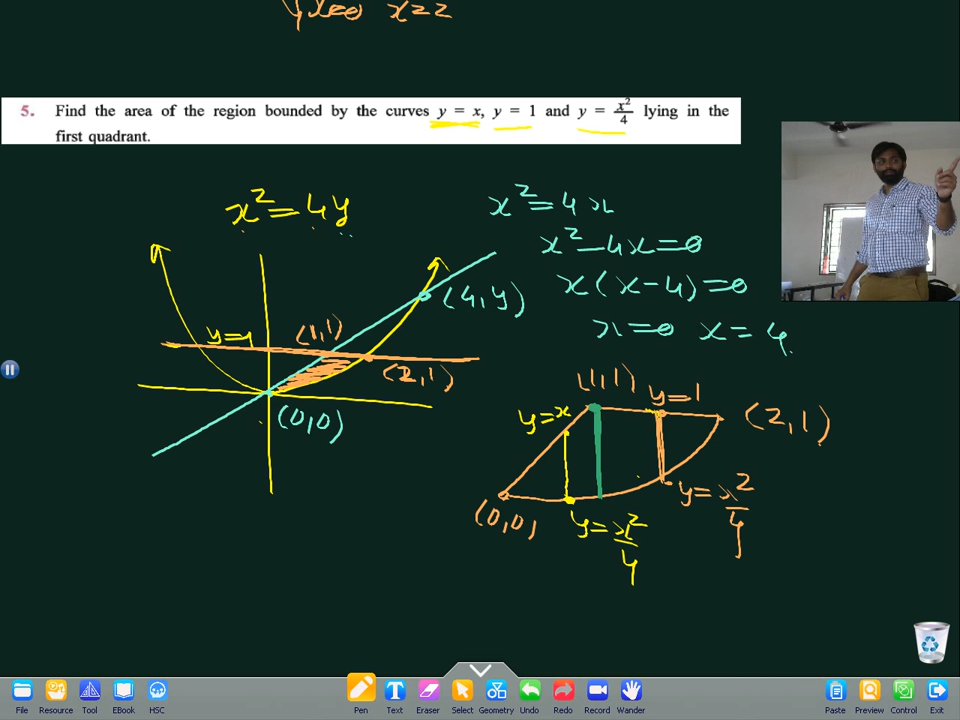 x=2
5. Find the area of the region bounded by the curves y = x, y = 1 and y = x²/4 lying in the
first quadrant.
x² = 4y
x² = 4x
x² - 4x = 0
x(x-4) = 0
x = 0 x = 4
(4, y)
y=1
(1,1)
(2,1)
(0,0)
(1,1)
y=1
(2,1)
y=x
(0,0)
y = x²/4
y = x²/4
File
Resource
Tool
EBook
HSC
Pen
Text
Eraser
Select
Geometry
Undo
Redo
Record
Wander
Paste
Preview
Control
Exit